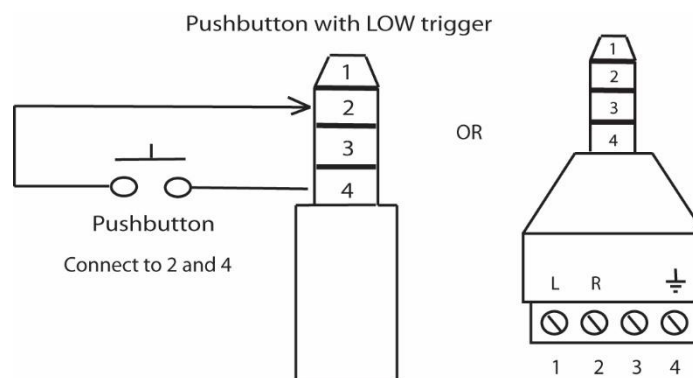 Pushbutton with LOW trigger
1
2
3
4
Pushbutton
Connect to 2 and 4
OR
1
2
3
4
L R
1 2 3 4